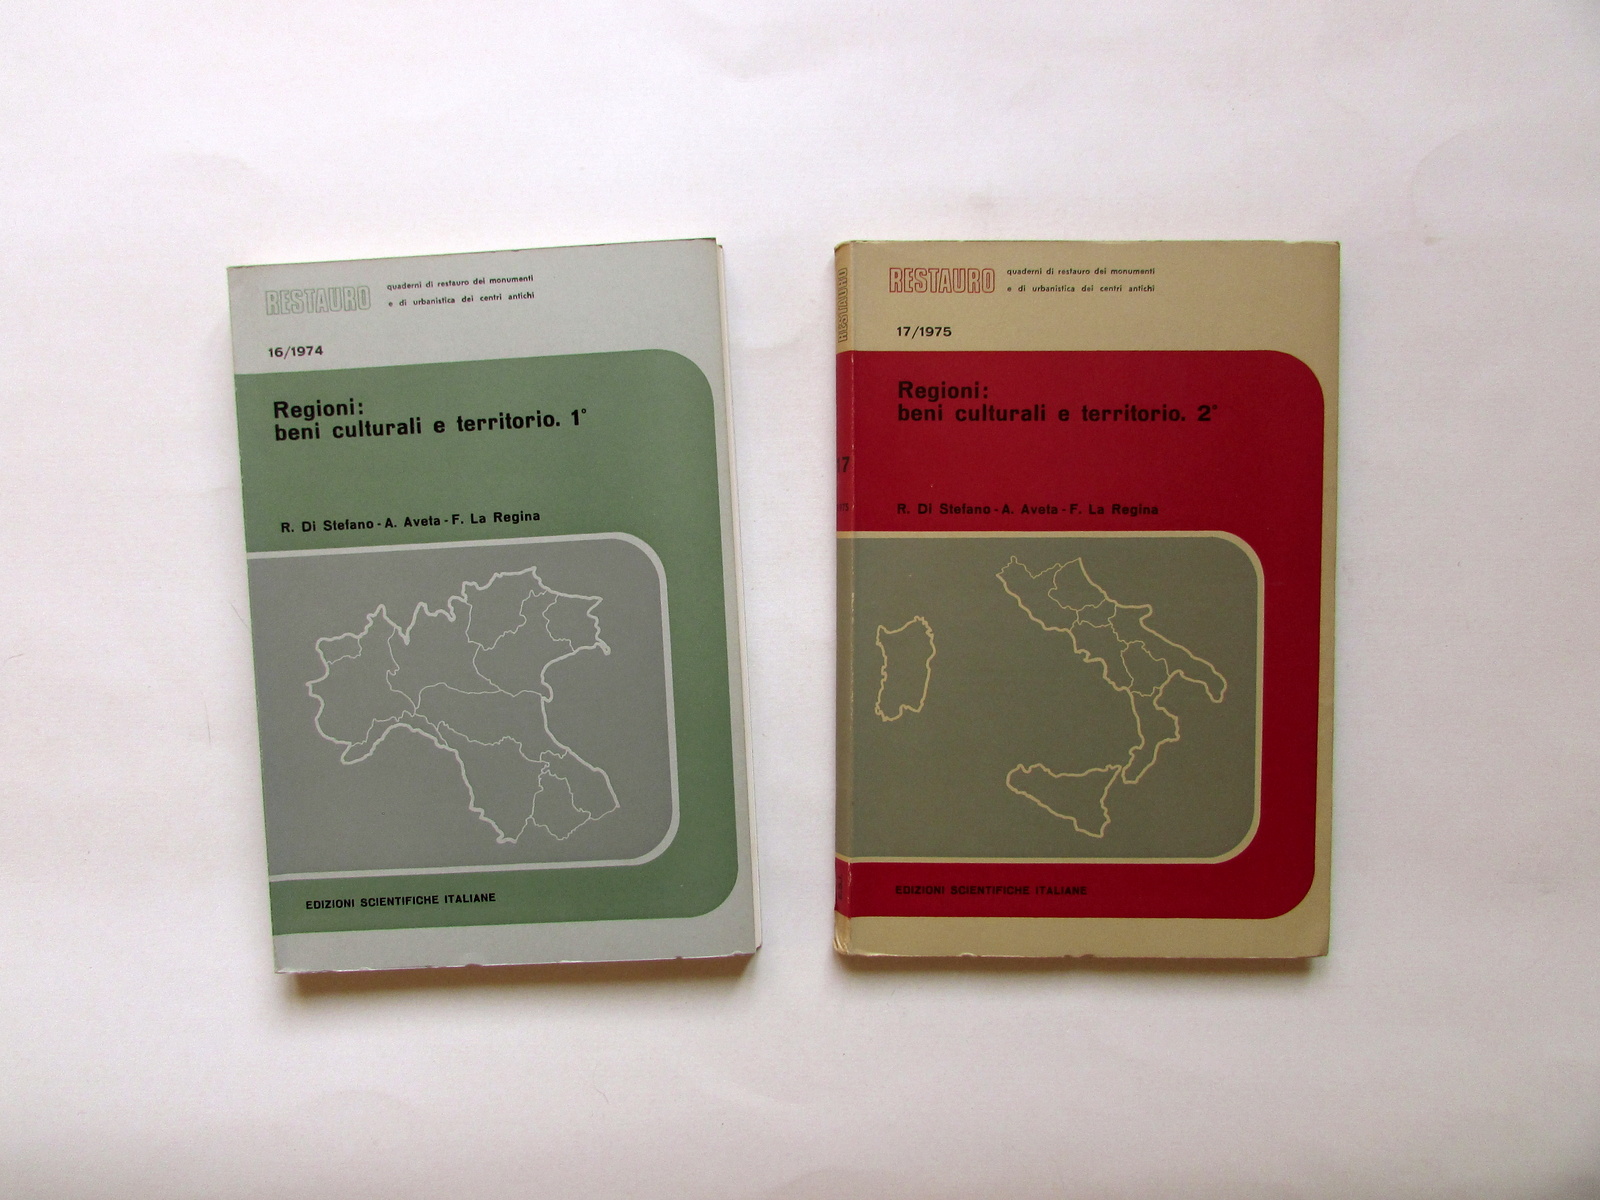 RESTAURO
quaderni di restauro dei monumenti
e di urbanistica dei centri antichi
16/1974
Regioni:
beni culturali e territorio. 1°
R. Di Stefano - A. Aveta - F. La Regina
EDIZIONI SCIENTIFICHE ITALIANE
RESTAURO
RESTAURO
quaderni di restauro dei monumenti
e di urbanistica dei centri antichi
17/1975
Regioni:
beni culturali e territorio. 2°
17
R. Di Stefano - A. Aveta - F. La Regina
EDIZIONI SCIENTIFICHE ITALIANE